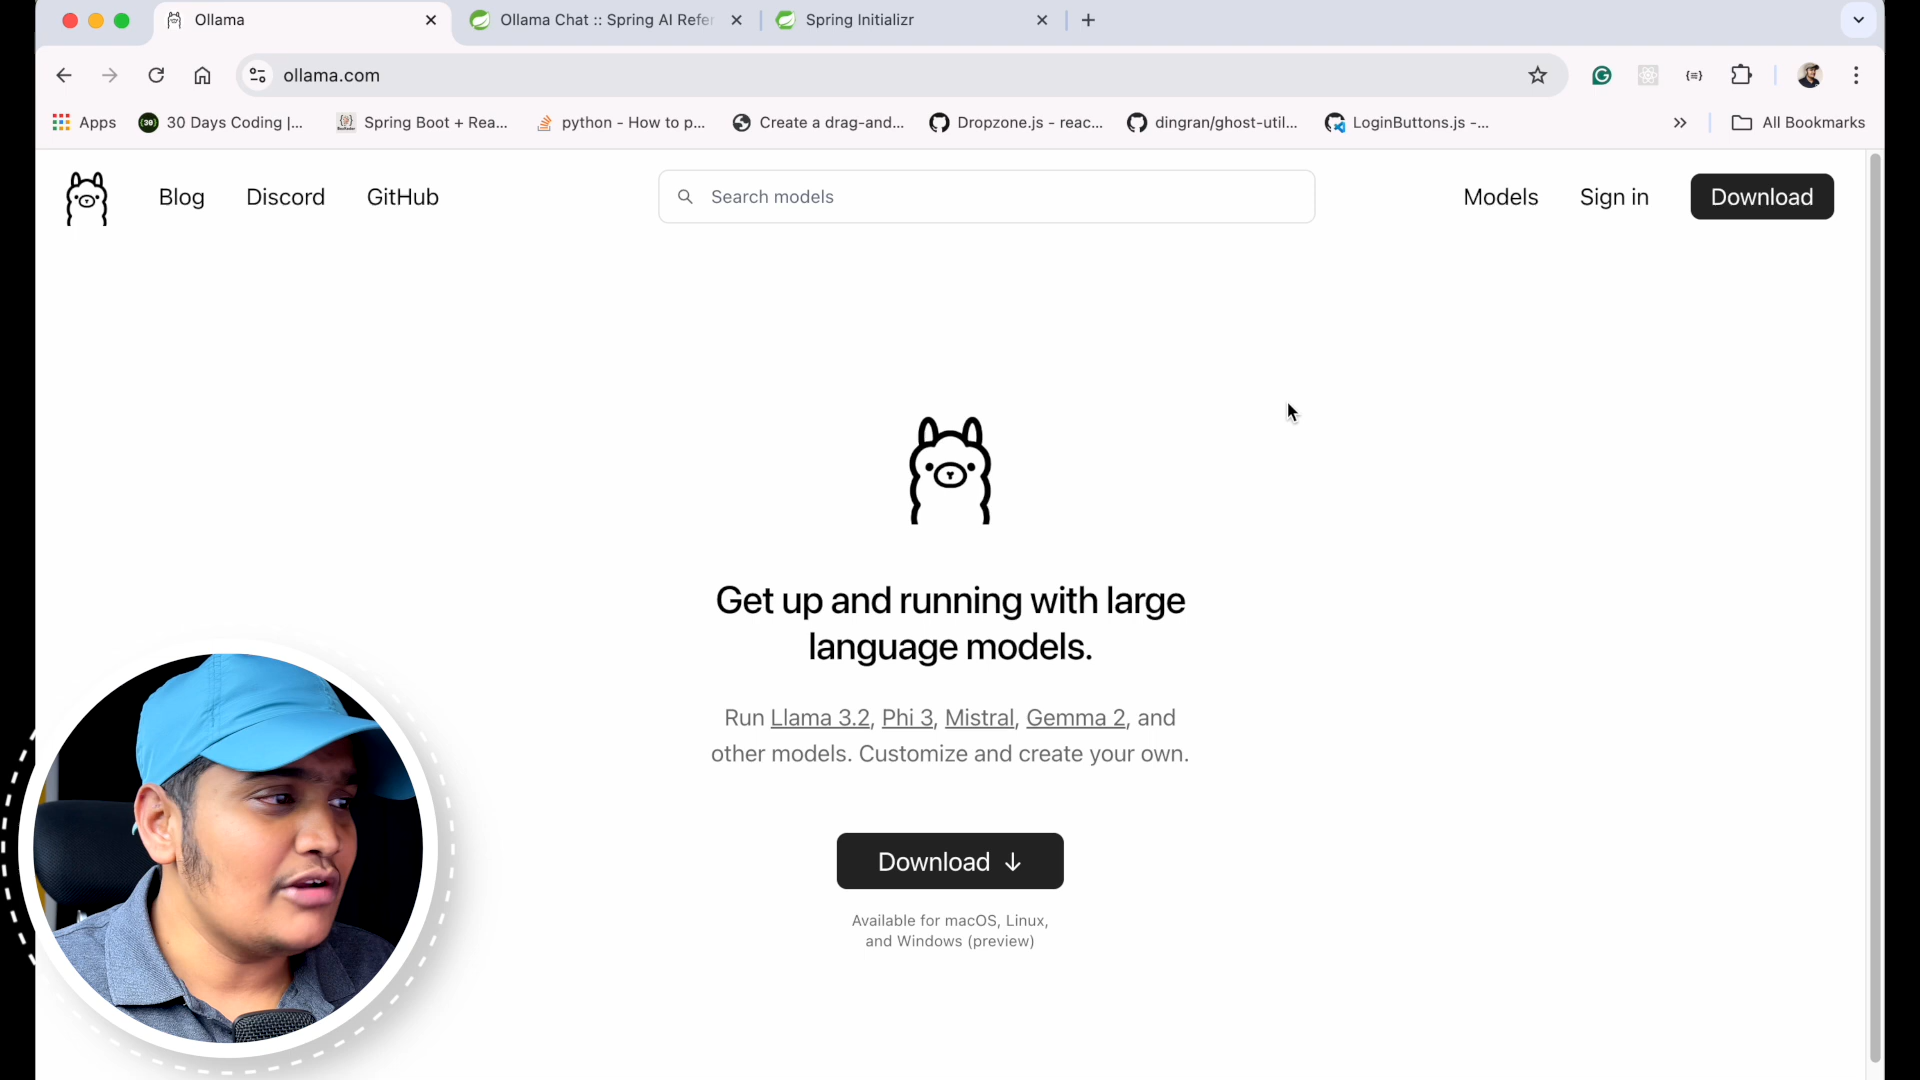 Ollama
Ollama Chat :: Spring AI Refer
Spring Initializr
ollama.com
Apps
30 Days Coding |...
Spring Boot + Rea...
python - How to p...
Create a drag-and...
Dropzone.js - reac...
dingran/ghost-util...
LoginButtons.js -...
All Bookmarks
Blog
Discord
GitHub
Search models
Models
Sign in
Download
Get up and running with large
language models.
Run Llama 3.2, Phi 3, Mistral, Gemma 2, and
other models. Customize and create your own.
Download ↓
Available for macOS, Linux,
and Windows (preview)